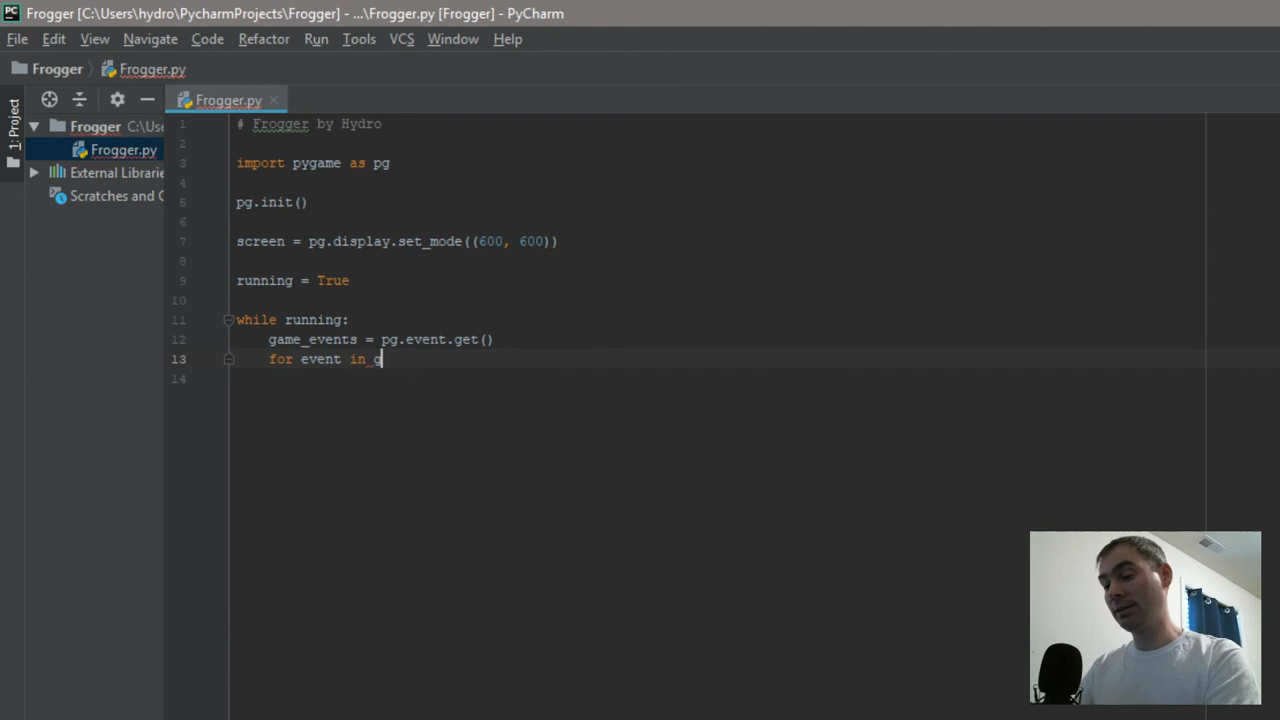 PC Frogger [C:\Users\hydro\PycharmProjects\Frogger] - ...\Frogger.py [Frogger] - PyCharm
File Edit View Navigate Code Refactor Run Tools VCS Window Help
Frogger Frogger.py
1: Project
Frogger C:\Use
Frogger.py
External Librarie
Scratches and C
Frogger.py
1 # Frogger by Hydro
2
3 import pygame as pg
4
5 pg.init()
6
7 screen = pg.display.set_mode((600, 600))
8
9 running = True
10
11 while running:
12 game_events = pg.event.get()
13 for event in g
14